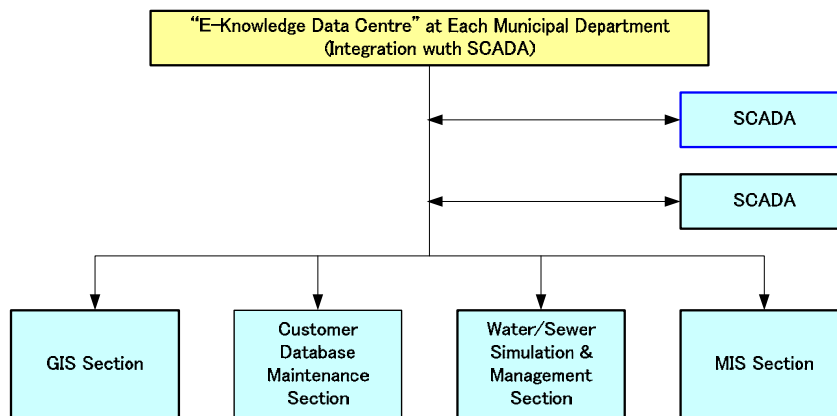 “E-Knowledge Data Centre” at Each Municipal Department
(Integration wuth SCADA)
SCADA
SCADA
GIS Section
Customer
Database
Maintenance
Section
Water/Sewer
Simulation &
Management
Section
MIS Section